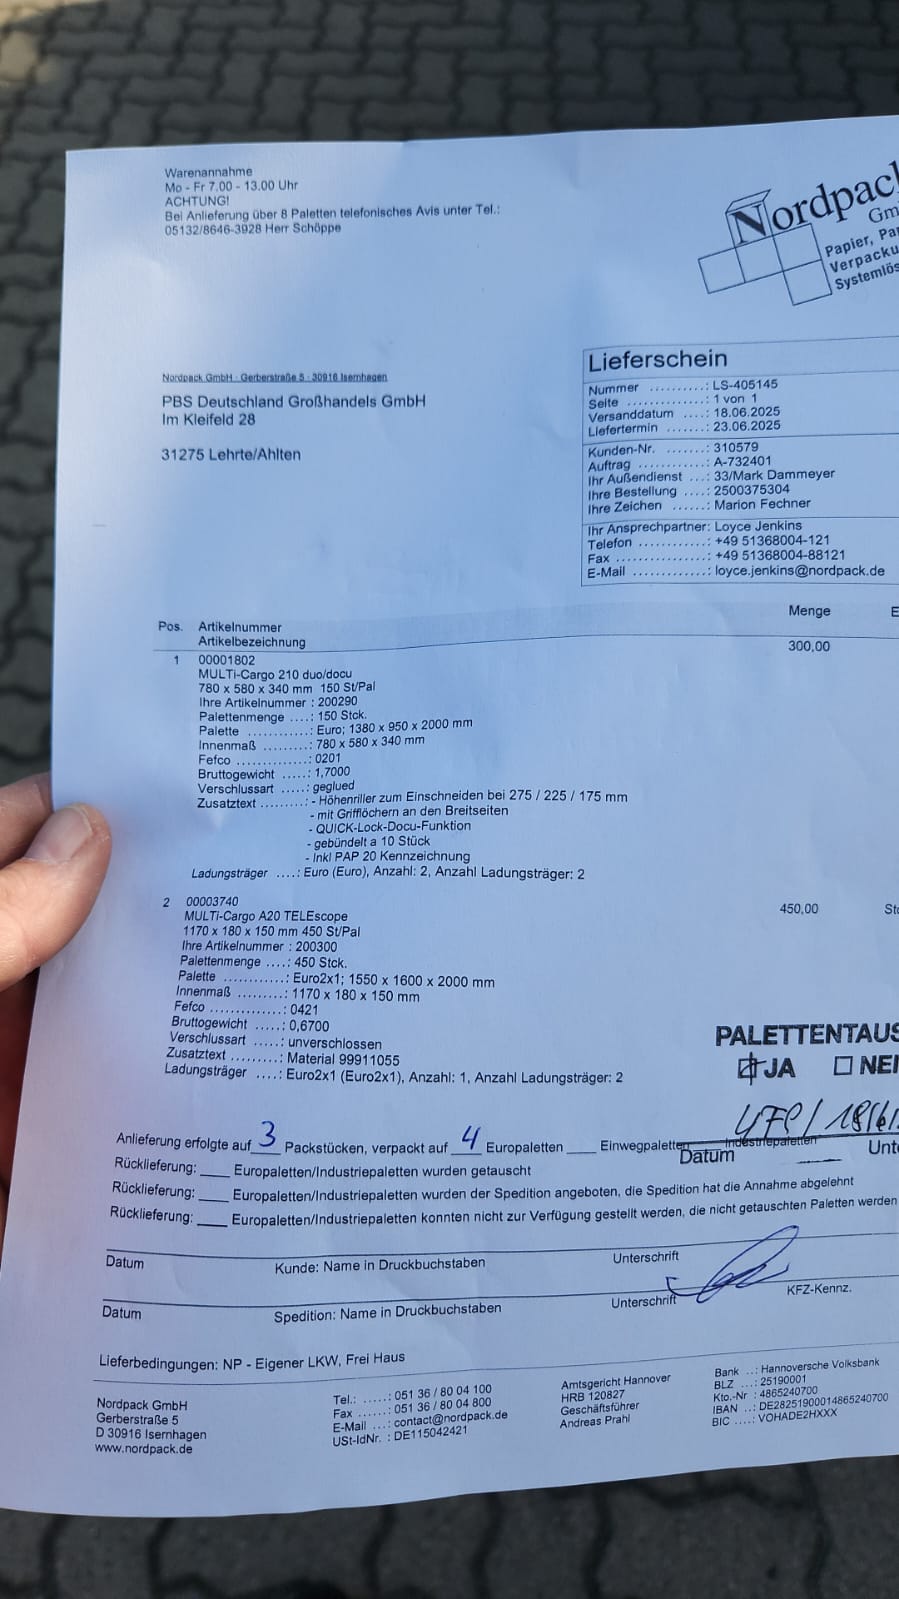 Warenannahme
Mo - Fr 7.00 - 13.00 Uhr
ACHTUNG!
Bei Anlieferung über 8 Paletten telefonisches Avis unter Tel.:
05132/8646-3928 Herr Schöppe
Nordpack
Gm
Papier, Pa
Verpacku
Systemlös
Nordpack GmbH · Gerberstraße 5 · 30916 Isernhagen
PBS Deutschland Großhandels GmbH
Im Kleifeld 28
31275 Lehrte/Ahlten
Lieferschein
Nummer ..........: LS-405145
Seite ..............: 1 von 1
Versanddatum ....: 18.06.2025
Liefertermin .......: 23.06.2025
Kunden-Nr. .......: 310579
Auftrag ...........: A-732401
Ihr Außendienst ...: 33/Mark Dammeyer
Ihre Bestellung ....: 2500375304
Ihre Zeichen ......: Marion Fechner
Ihr Ansprechpartner: Loyce Jenkins
Telefon ...........: +49 51368004-121
Fax ..............: +49 51368004-88121
E-Mail ............: loyce.jenkins@nordpack.de
Pos. Artikelnummer Menge E
Artikelbezeichnung
1 00001802 300,00
MULTi-Cargo 210 duo/docu
780 x 580 x 340 mm 150 St/Pal
Ihre Artikelnummer : 200290
Palettenmenge ....: 150 Stck.
Palette ...........: Euro; 1380 x 950 x 2000 mm
Innenmaß .........: 780 x 580 x 340 mm
Fefco .............: 0201
Bruttogewicht .....: 1,7000
Verschlussart .....: geglued
Zusatztext ........: - Höhenriller zum Einschneiden bei 275 / 225 / 175 mm
- mit Grifflöchern an den Breitseiten
- QUICK-Lock-Docu-Funktion
- gebündelt a 10 Stück
- Inkl PAP 20 Kennzeichnung
Ladungsträger ....: Euro (Euro), Anzahl: 2, Anzahl Ladungsträger: 2
2 00003740 450,00 St
MULTi-Cargo A20 TELEscope
1170 x 180 x 150 mm 450 St/Pal
Ihre Artikelnummer : 200300
Palettenmenge ....: 450 Stck.
Palette ...........: Euro2x1; 1550 x 1600 x 2000 mm
Innenmaß .........: 1170 x 180 x 150 mm
Fefco .............: 0421
Bruttogewicht .....: 0,6700
Verschlussart .....: unverschlossen
Zusatztext ........: Material 99911055
Ladungsträger ....: Euro2x1 (Euro2x1), Anzahl: 1, Anzahl Ladungsträger: 2
PALETTENTAUS
JA NEI
Datum Unt
Anlieferung erfolgte auf 3 Packstücken, verpackt auf 4 Europaletten ____ Einwegpaletten Industriepaletten
Rücklieferung: ____ Europaletten/Industriepaletten wurden getauscht
Rücklieferung: ____ Europaletten/Industriepaletten wurden der Spedition angeboten, die Spedition hat die Annahme abgelehnt
Rücklieferung: ____ Europaletten/Industriepaletten konnten nicht zur Verfügung gestellt werden, die nicht getauschten Paletten werden
Datum Kunde: Name in Druckbuchstaben Unterschrift
Datum Spedition: Name in Druckbuchstaben Unterschrift KFZ-Kennz.
Lieferbedingungen: NP - Eigener LKW, Frei Haus
Nordpack GmbH
Gerberstraße 5
D 30916 Isernhagen
www.nordpack.de
Tel.: ......: 051 36 / 80 04 100
Fax ......: 051 36 / 80 04 800
E-Mail ...: contact@nordpack.de
USt-IdNr. : DE115042421
Amtsgericht Hannover
HRB 120827
Geschäftsführer
Andreas Prahl
Bank ..: Hannoversche Volksbank
BLZ ...: 25190001
Kto.-Nr : 4865240700
IBAN ..: DE28251900014865240700
BIC ....: VOHADE2HXXX